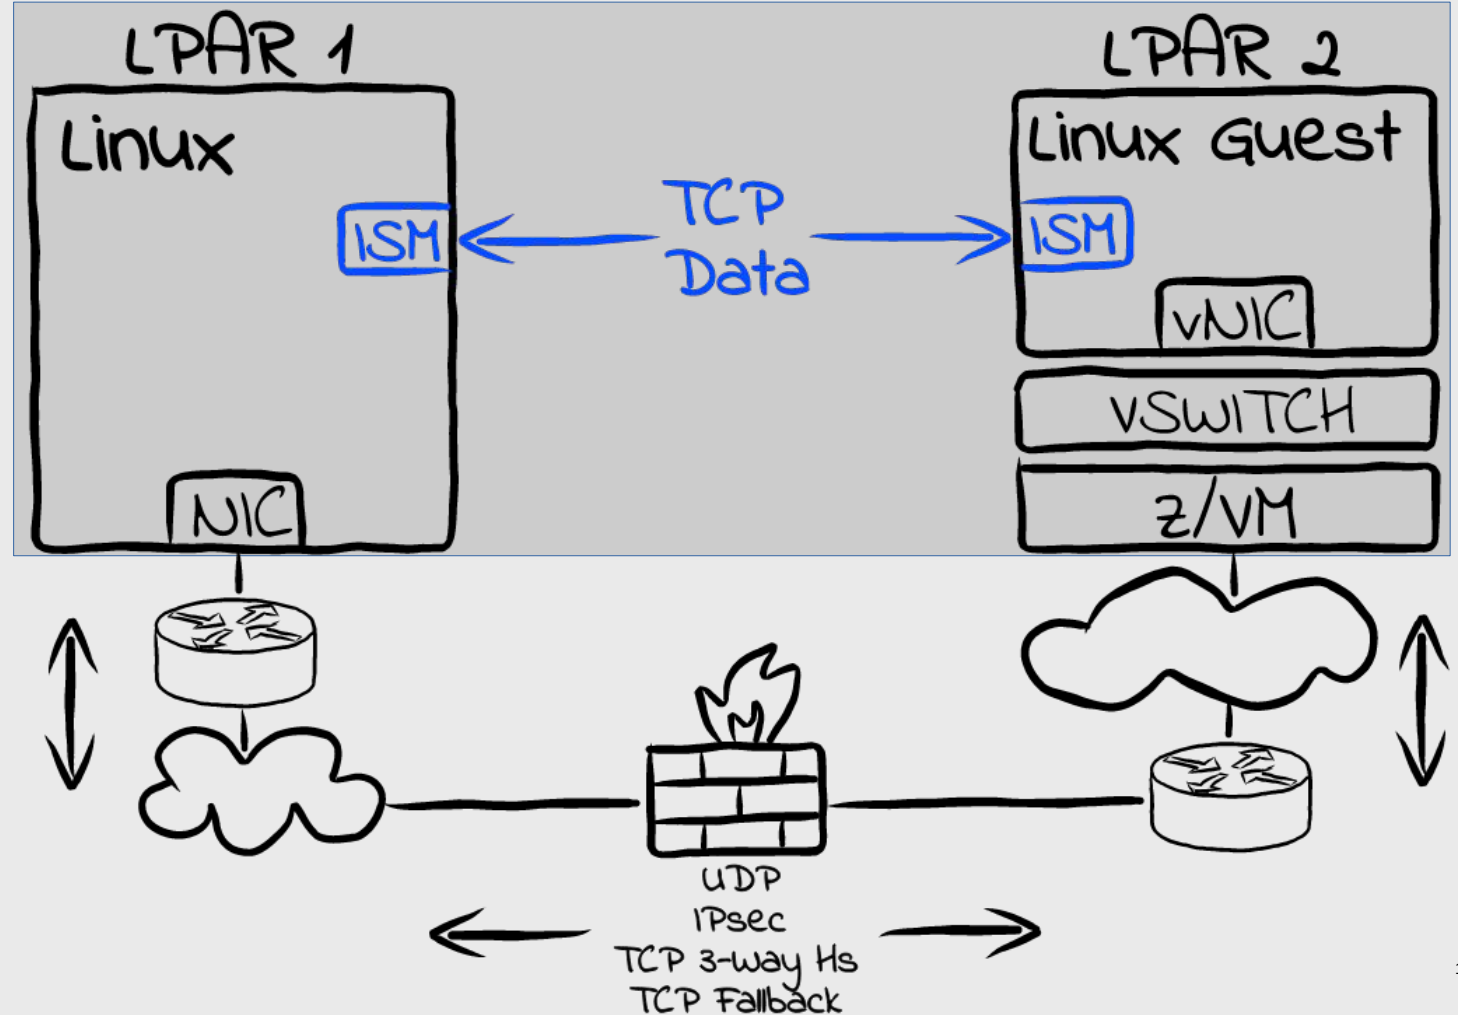 LPAR 1
LPAR 2
Linux
Linux Guest
ISM
TCP
Data
ISM
vNIC
VSWITCH
NIC
z/VM
UDP
IPsec
TCP 3-way Hs
TCP Fallback